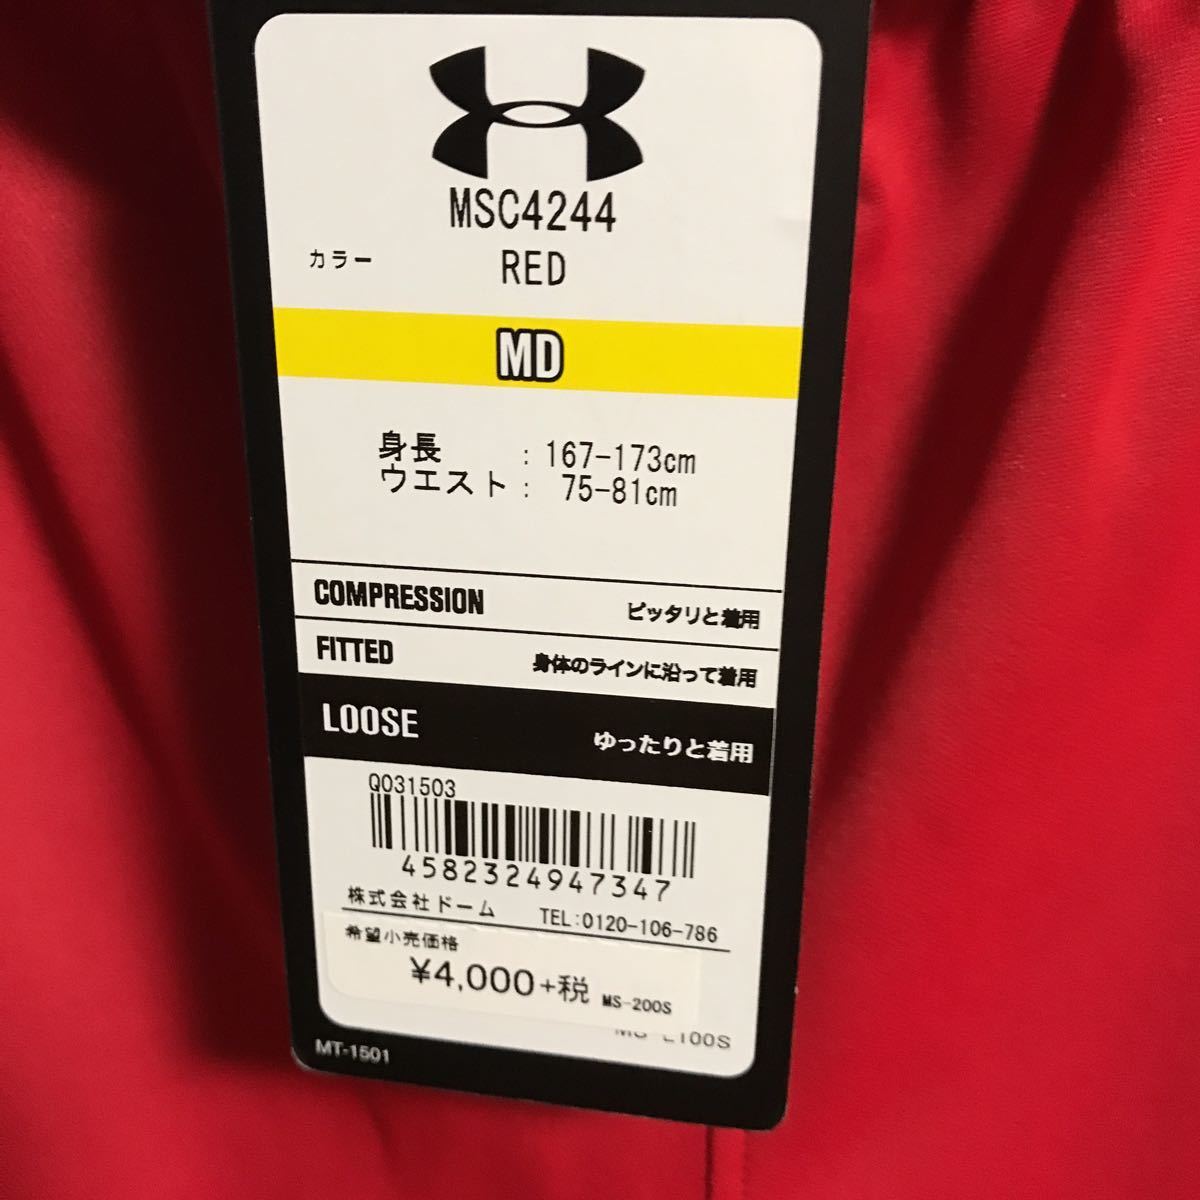 MSC4244
カラー RED
MD
身長 : 167-173cm
ウエスト : 75-81cm
COMPRESSION ピッタリと着用
FITTED 身体のラインに沿って着用
LOOSE ゆったりと着用
Q031503
4582324947347
株式会社ドーム TEL:0120-106-786
希望小売価格
¥4,000+税 MS-200S
L100S
MT-1501